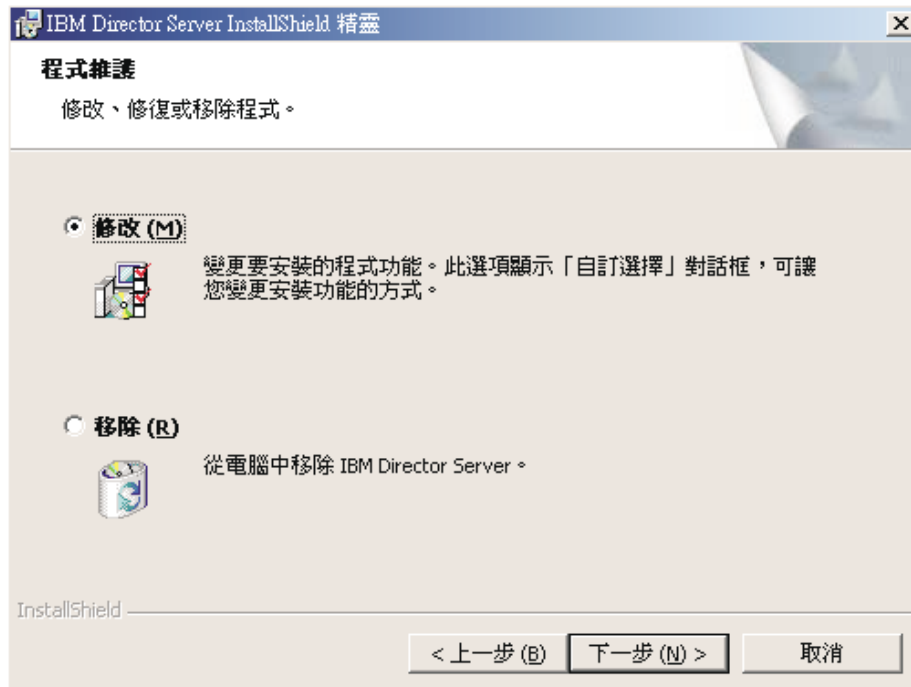 IBM Director Server InstallShield 精靈
程式維護
修改、修復或移除程式。
修改 (M)
變更要安裝的程式功能。此選項顯示「自訂選擇」對話框，可讓
您變更安裝功能的方式。
移除 (R)
從電腦中移除 IBM Director Server。
InstallShield
< 上一步 (B)
下一步 (N) >
取消